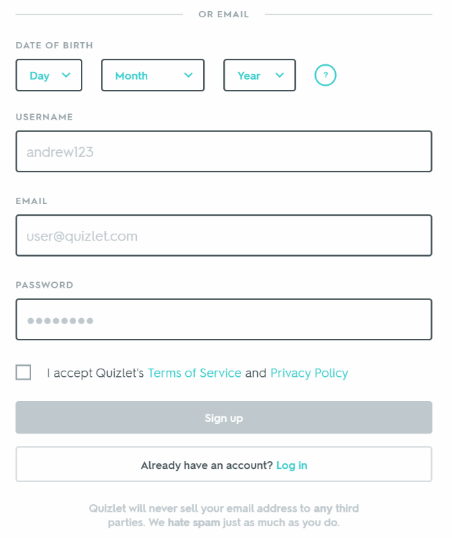 OR EMAIL
DATE OF BIRTH
Day Month Year ?
USERNAME
andrew123
EMAIL
user@quizlet.com
PASSWORD
●●●●●●●●
I accept Quizlet's Terms of Service and Privacy Policy
Sign up
Already have an account? Log in
Quizlet will never sell your email address to any third
parties. We hate spam just as much as you do.